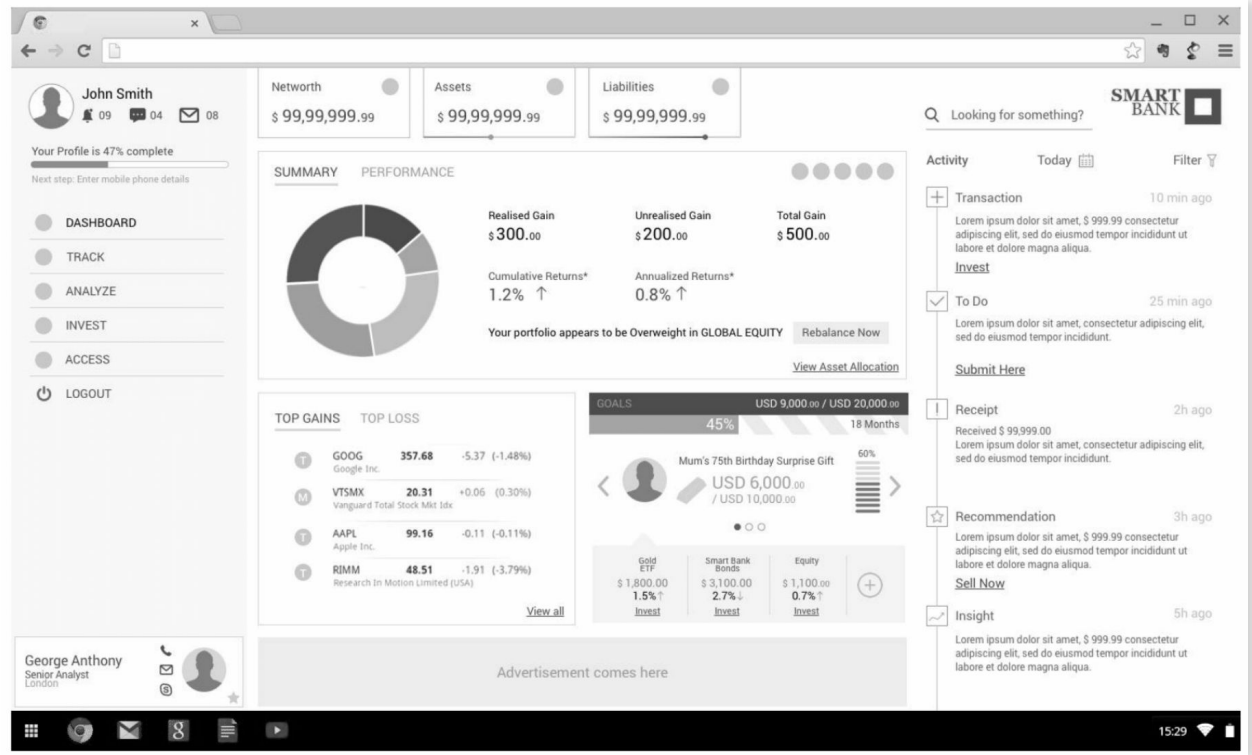 John Smith
09 04 08
Your Profile is 47% complete
Next step: Enter mobile phone details
DASHBOARD
TRACK
ANALYZE
INVEST
ACCESS
LOGOUT
George Anthony
Senior Analyst
London
Networth
$ 99,99,999.99
Assets
$ 99,99,999.99
Liabilities
$ 99,99,999.99
SUMMARY PERFORMANCE
Realised Gain Unrealised Gain Total Gain
$ 300.00 $ 200.00 $ 500.00
Cumulative Returns* Annualized Returns*
1.2% ↑ 0.8% ↑
Your portfolio appears to be Overweight in GLOBAL EQUITY Rebalance Now
View Asset Allocation
TOP GAINS TOP LOSS
T GOOG 357.68 -5.37 (-1.48%)
Google Inc.
M VTSMX 20.31 +0.06 (0.30%)
Vanguard Total Stock Mkt Idx
T AAPL 99.16 -0.11 (-0.11%)
Apple Inc.
T RIMM 48.51 -1.91 (-3.79%)
Research In Motion Limited (USA)
View all
GOALS USD 9,000.00 / USD 20,000.00
45% 18 Months
Mum's 75th Birthday Surprise Gift 60%
USD 6,000.00
/ USD 10,000.00
Gold Smart Bank Equity
ETF Bonds
$ 1,800.00 $ 3,100.00 $ 1,100.00
1.5%↑ 2.7%↓ 0.7%↑
Invest Invest Invest
Advertisement comes here
Looking for something?
SMART
BANK
Activity Today Filter
Transaction 10 min ago
Lorem ipsum dolor sit amet, $ 999.99 consectetur
adipiscing elit, sed do eiusmod tempor incididunt ut
labore et dolore magna aliqua.
Invest
To Do 25 min ago
Lorem ipsum dolor sit amet, consectetur adipiscing elit,
sed do eiusmod tempor incididunt.
Submit Here
Receipt 2h ago
Received $ 99,999.00
Lorem ipsum dolor sit amet, consectetur adipiscing elit,
sed do eiusmod tempor incididunt.
Recommendation 3h ago
Lorem ipsum dolor sit amet, $ 999.99 consectetur
adipiscing elit, sed do eiusmod tempor incididunt ut
labore et dolore magna aliqua.
Sell Now
Insight 5h ago
Lorem ipsum dolor sit amet, $ 999.99 consectetur
adipiscing elit, sed do eiusmod tempor incididunt ut
labore et dolore magna aliqua.
15:29